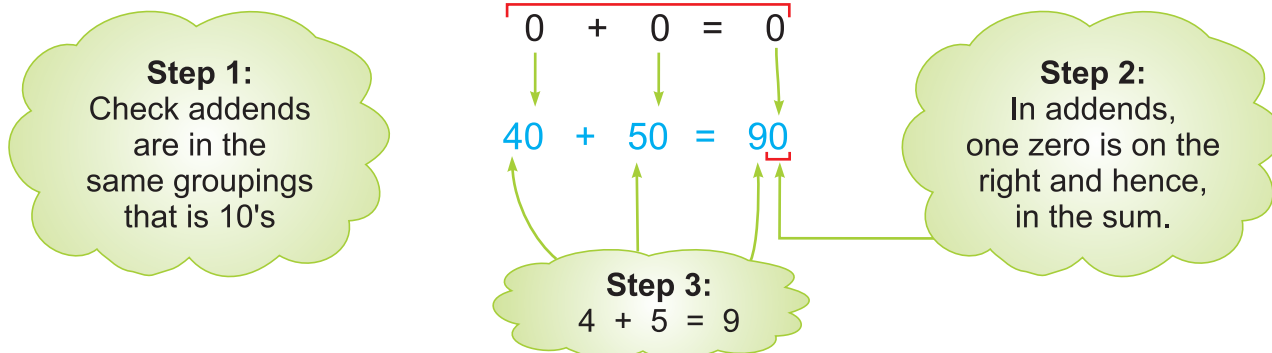 0 + 0 = 0
Step 1:
Check addends
are in the
same groupings
that is 10's
40 + 50 = 90
Step 2:
In addends,
one zero is on the
right and hence,
in the sum.
Step 3:
4 + 5 = 9